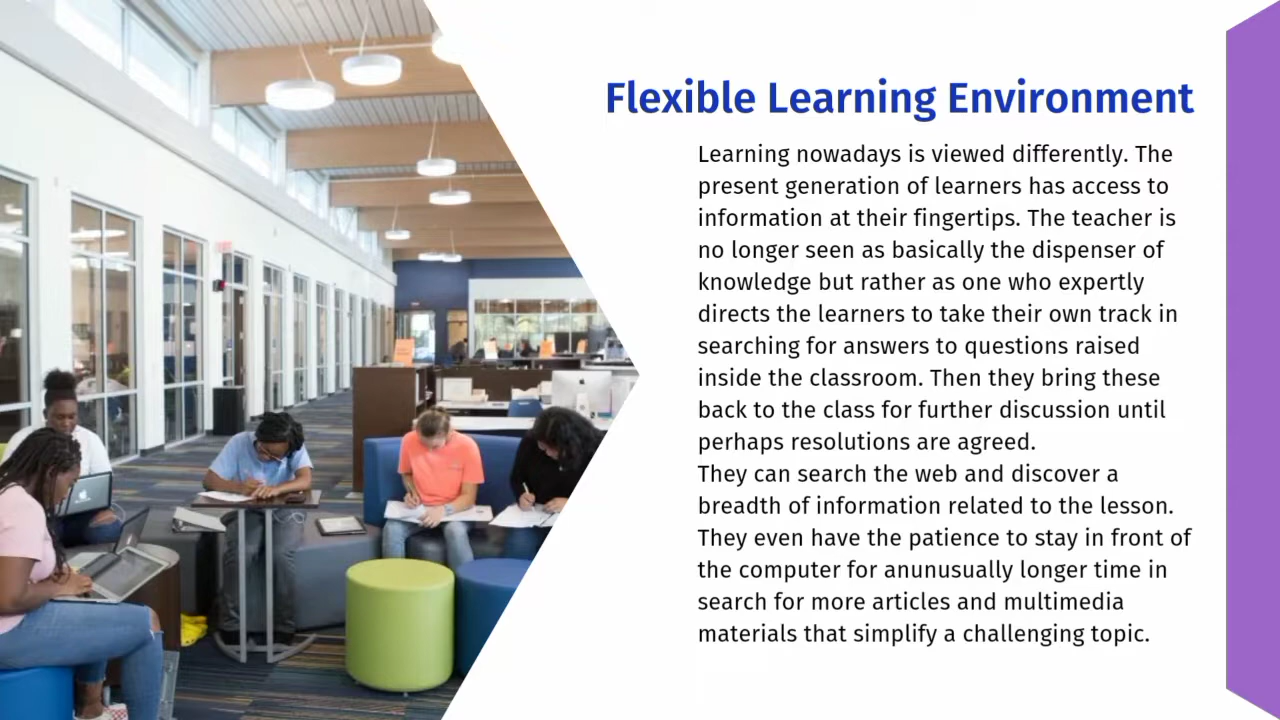 Flexible Learning Environment
Learning nowadays is viewed differently. The
present generation of learners has access to
information at their fingertips. The teacher is
no longer seen as basically the dispenser of
knowledge but rather as one who expertly
directs the learners to take their own track in
searching for answers to questions raised
inside the classroom. Then they bring these
back to the class for further discussion until
perhaps resolutions are agreed.
They can search the web and discover a
breadth of information related to the lesson.
They even have the patience to stay in front of
the computer for anunusually longer time in
search for more articles and multimedia
materials that simplify a challenging topic.